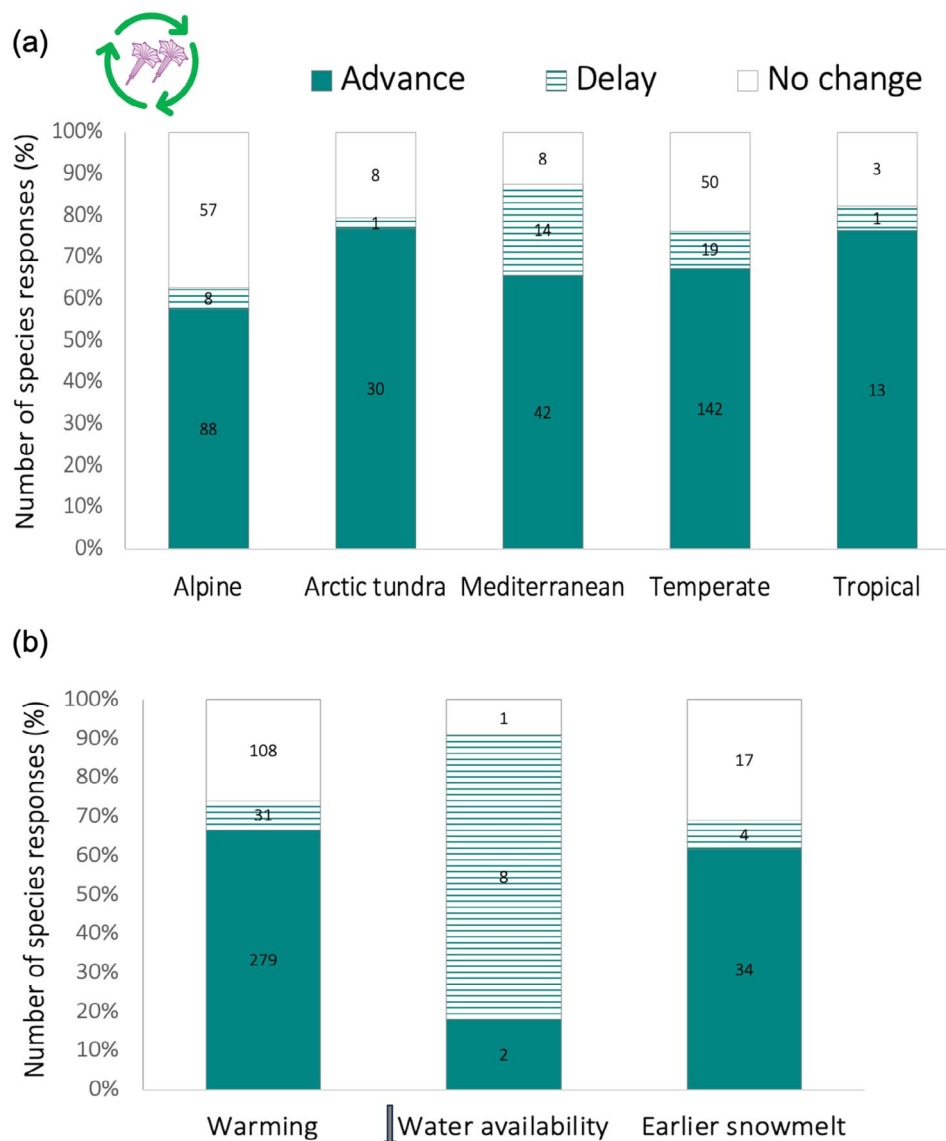 (a)
Advance Delay No change
Number of species responses (%)
100%
90%
80%
70%
60%
50%
40%
30%
20%
10%
0%
57 8 8 50 3
8 1 14 19 1
88 30 42 142 13
Alpine Arctic tundra Mediterranean Temperate Tropical
(b)
Number of species responses (%)
100%
90%
80%
70%
60%
50%
40%
30%
20%
10%
0%
108 1 17
31 8 4
279 2 34
Warming Water availability Earlier snowmelt